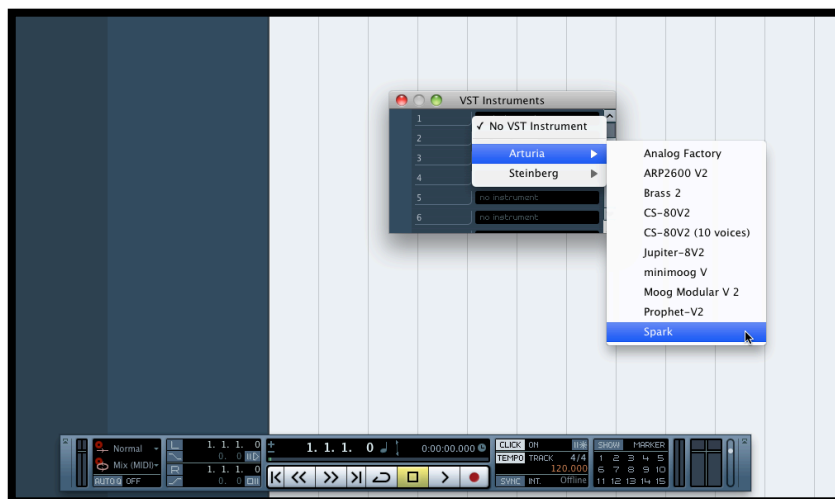 VST Instruments
1
✓ No VST Instrument
2
3
Arturia
4
Steinberg
5 no instrument
6 no instrument
Analog Factory
ARP2600 V2
Brass 2
CS-80V2
CS-80V2 (10 voices)
Jupiter-8V2
minimoog V
Moog Modular V 2
Prophet-V2
Spark
Normal
Mix (MIDI)
AUTO Q OFF
L 1. 1. 1. 0
0. 0
R 1. 1. 1. 0
0. 0
1. 1. 1. 0 0:00:00.000
CLICK ON
TEMPO TRACK 4/4
120.000
SYNC INT. Offline
SHOW MARKER
1 2 3 4 5
6 7 8 9 10
11 12 13 14 15